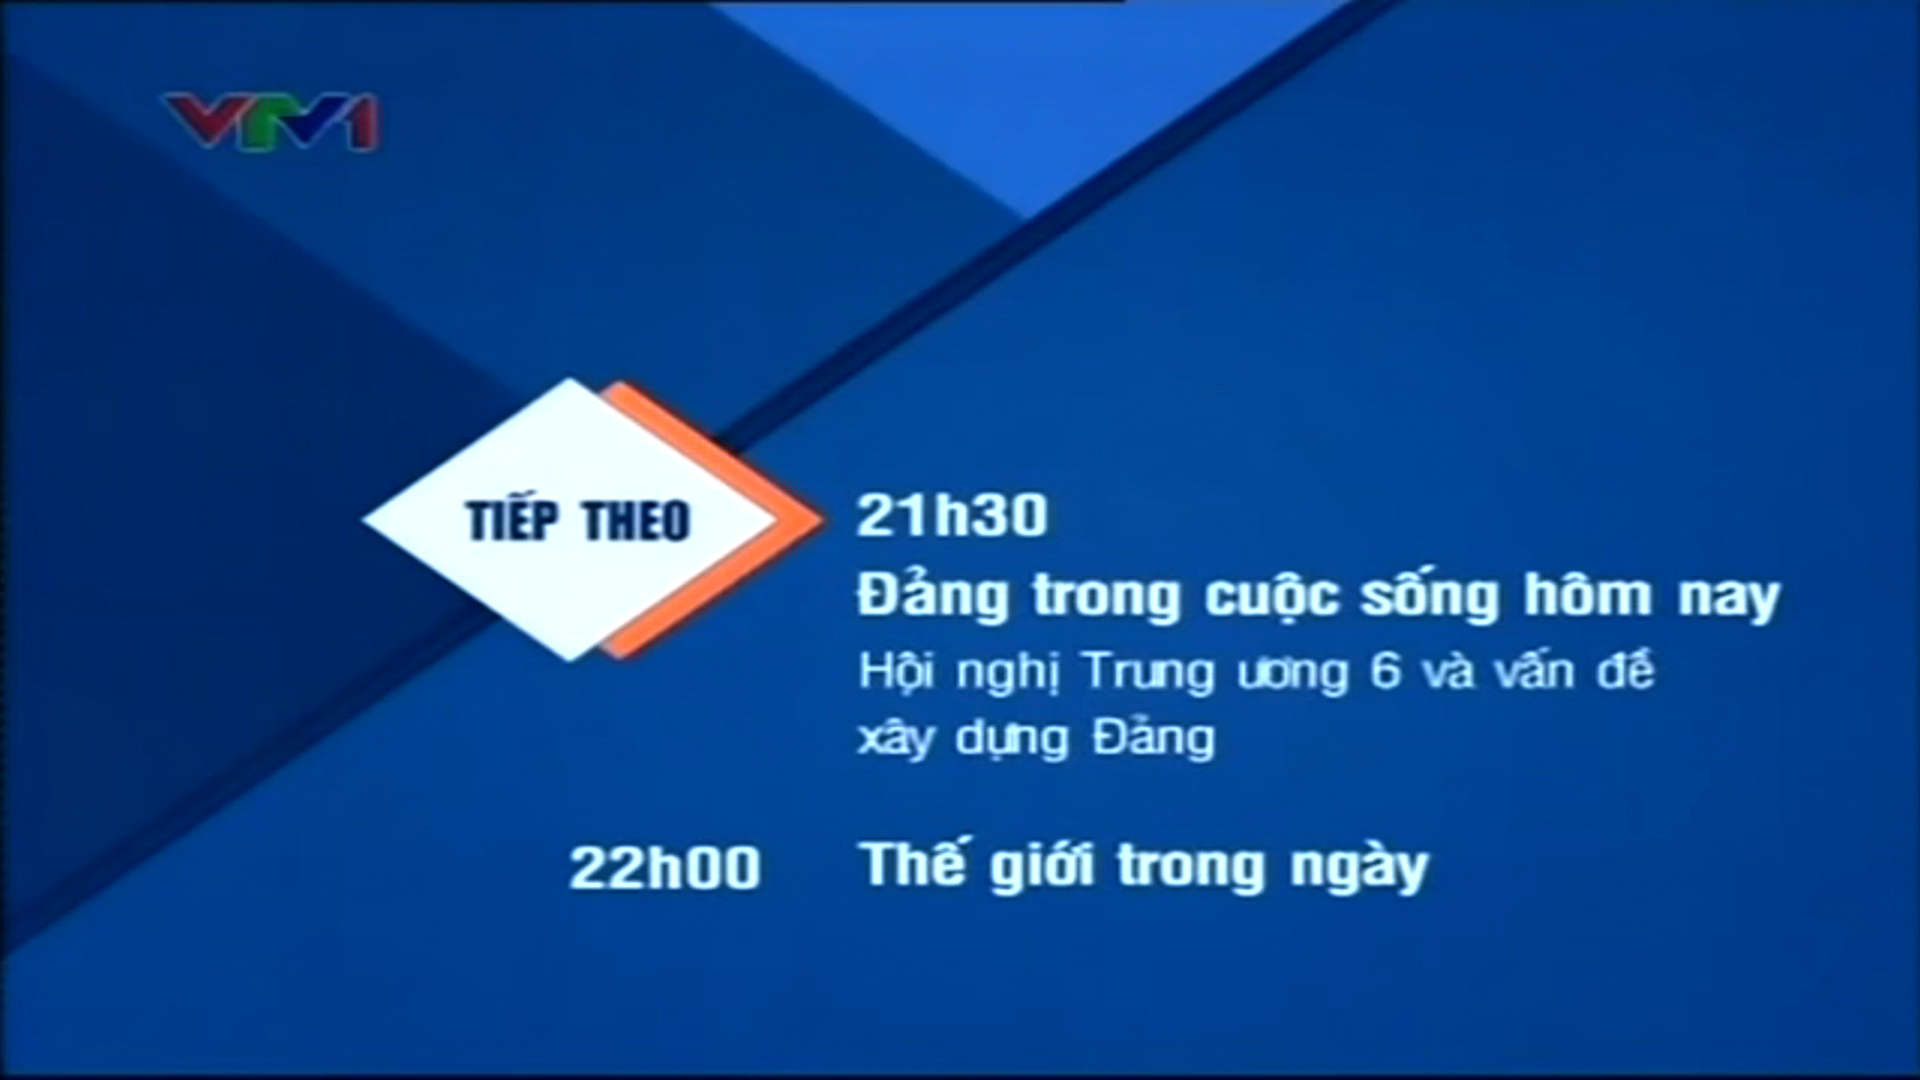 VTV1
TIẾP THEO
21h30
Đảng trong cuộc sống hôm nay
Hội nghị Trung ương 6 và vấn đề
xây dựng Đảng
22h00 Thế giới trong ngày